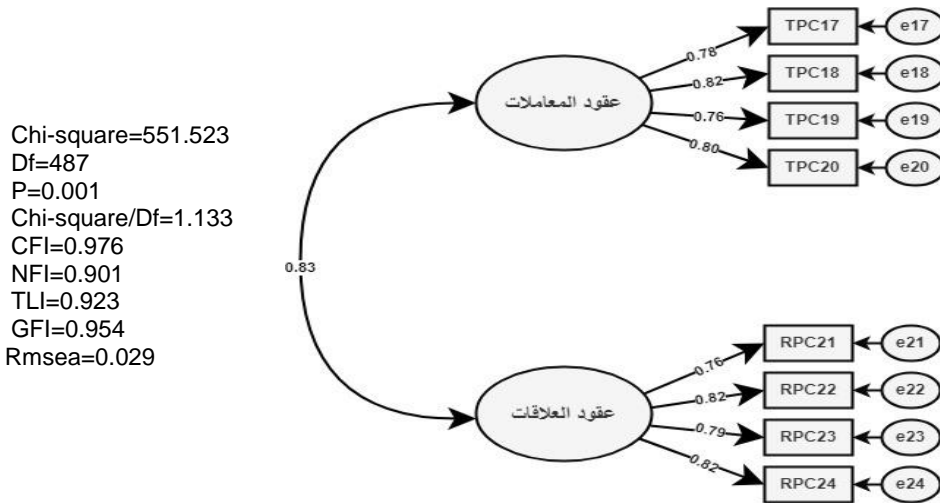 Chi-square=551.523
Df=487
P=0.001
Chi-square/Df=1.133
CFI=0.976
NFI=0.901
TLI=0.923
GFI=0.954
Rmsea=0.029
0.83
عقود المعاملات
0.78
TPC17
e17
0.82
TPC18
e18
0.76
TPC19
e19
0.80
TPC20
e20
عقود العلاقات
0.76
RPC21
e21
0.82
RPC22
e22
0.79
RPC23
e23
0.82
RPC24
e24